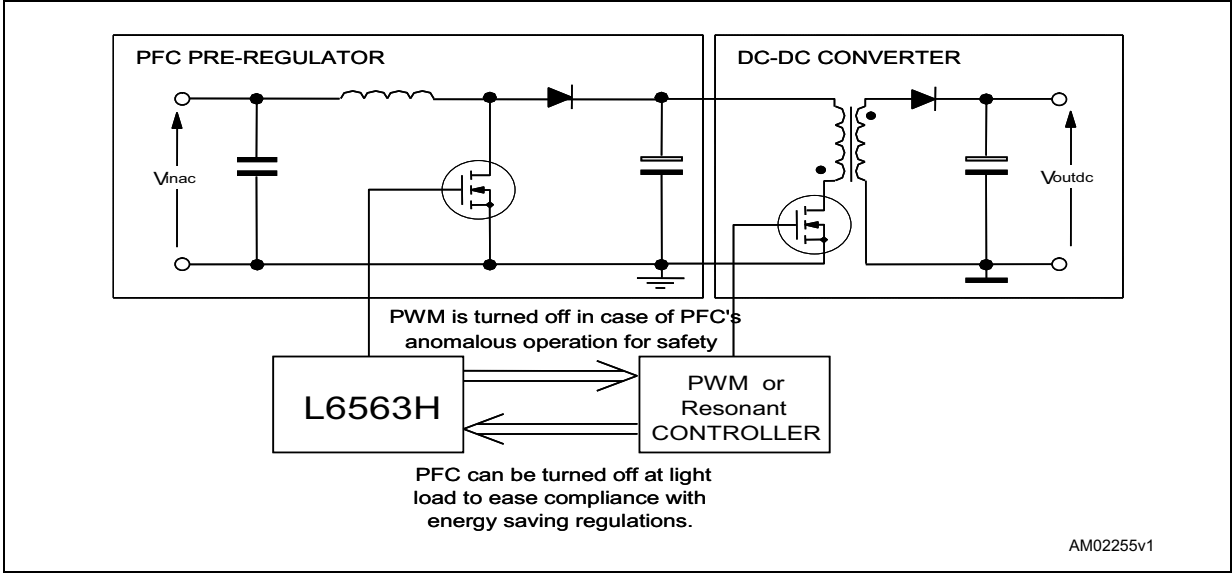 PFC PRE-REGULATOR
DC-DC CONVERTER
Vinac
Voutdc
PWM is turned off in case of PFC's
anomalous operation for safety
L6563H
PWM or
Resonant
CONTROLLER
PFC can be turned off at light
load to ease compliance with
energy saving regulations.
AM02255v1